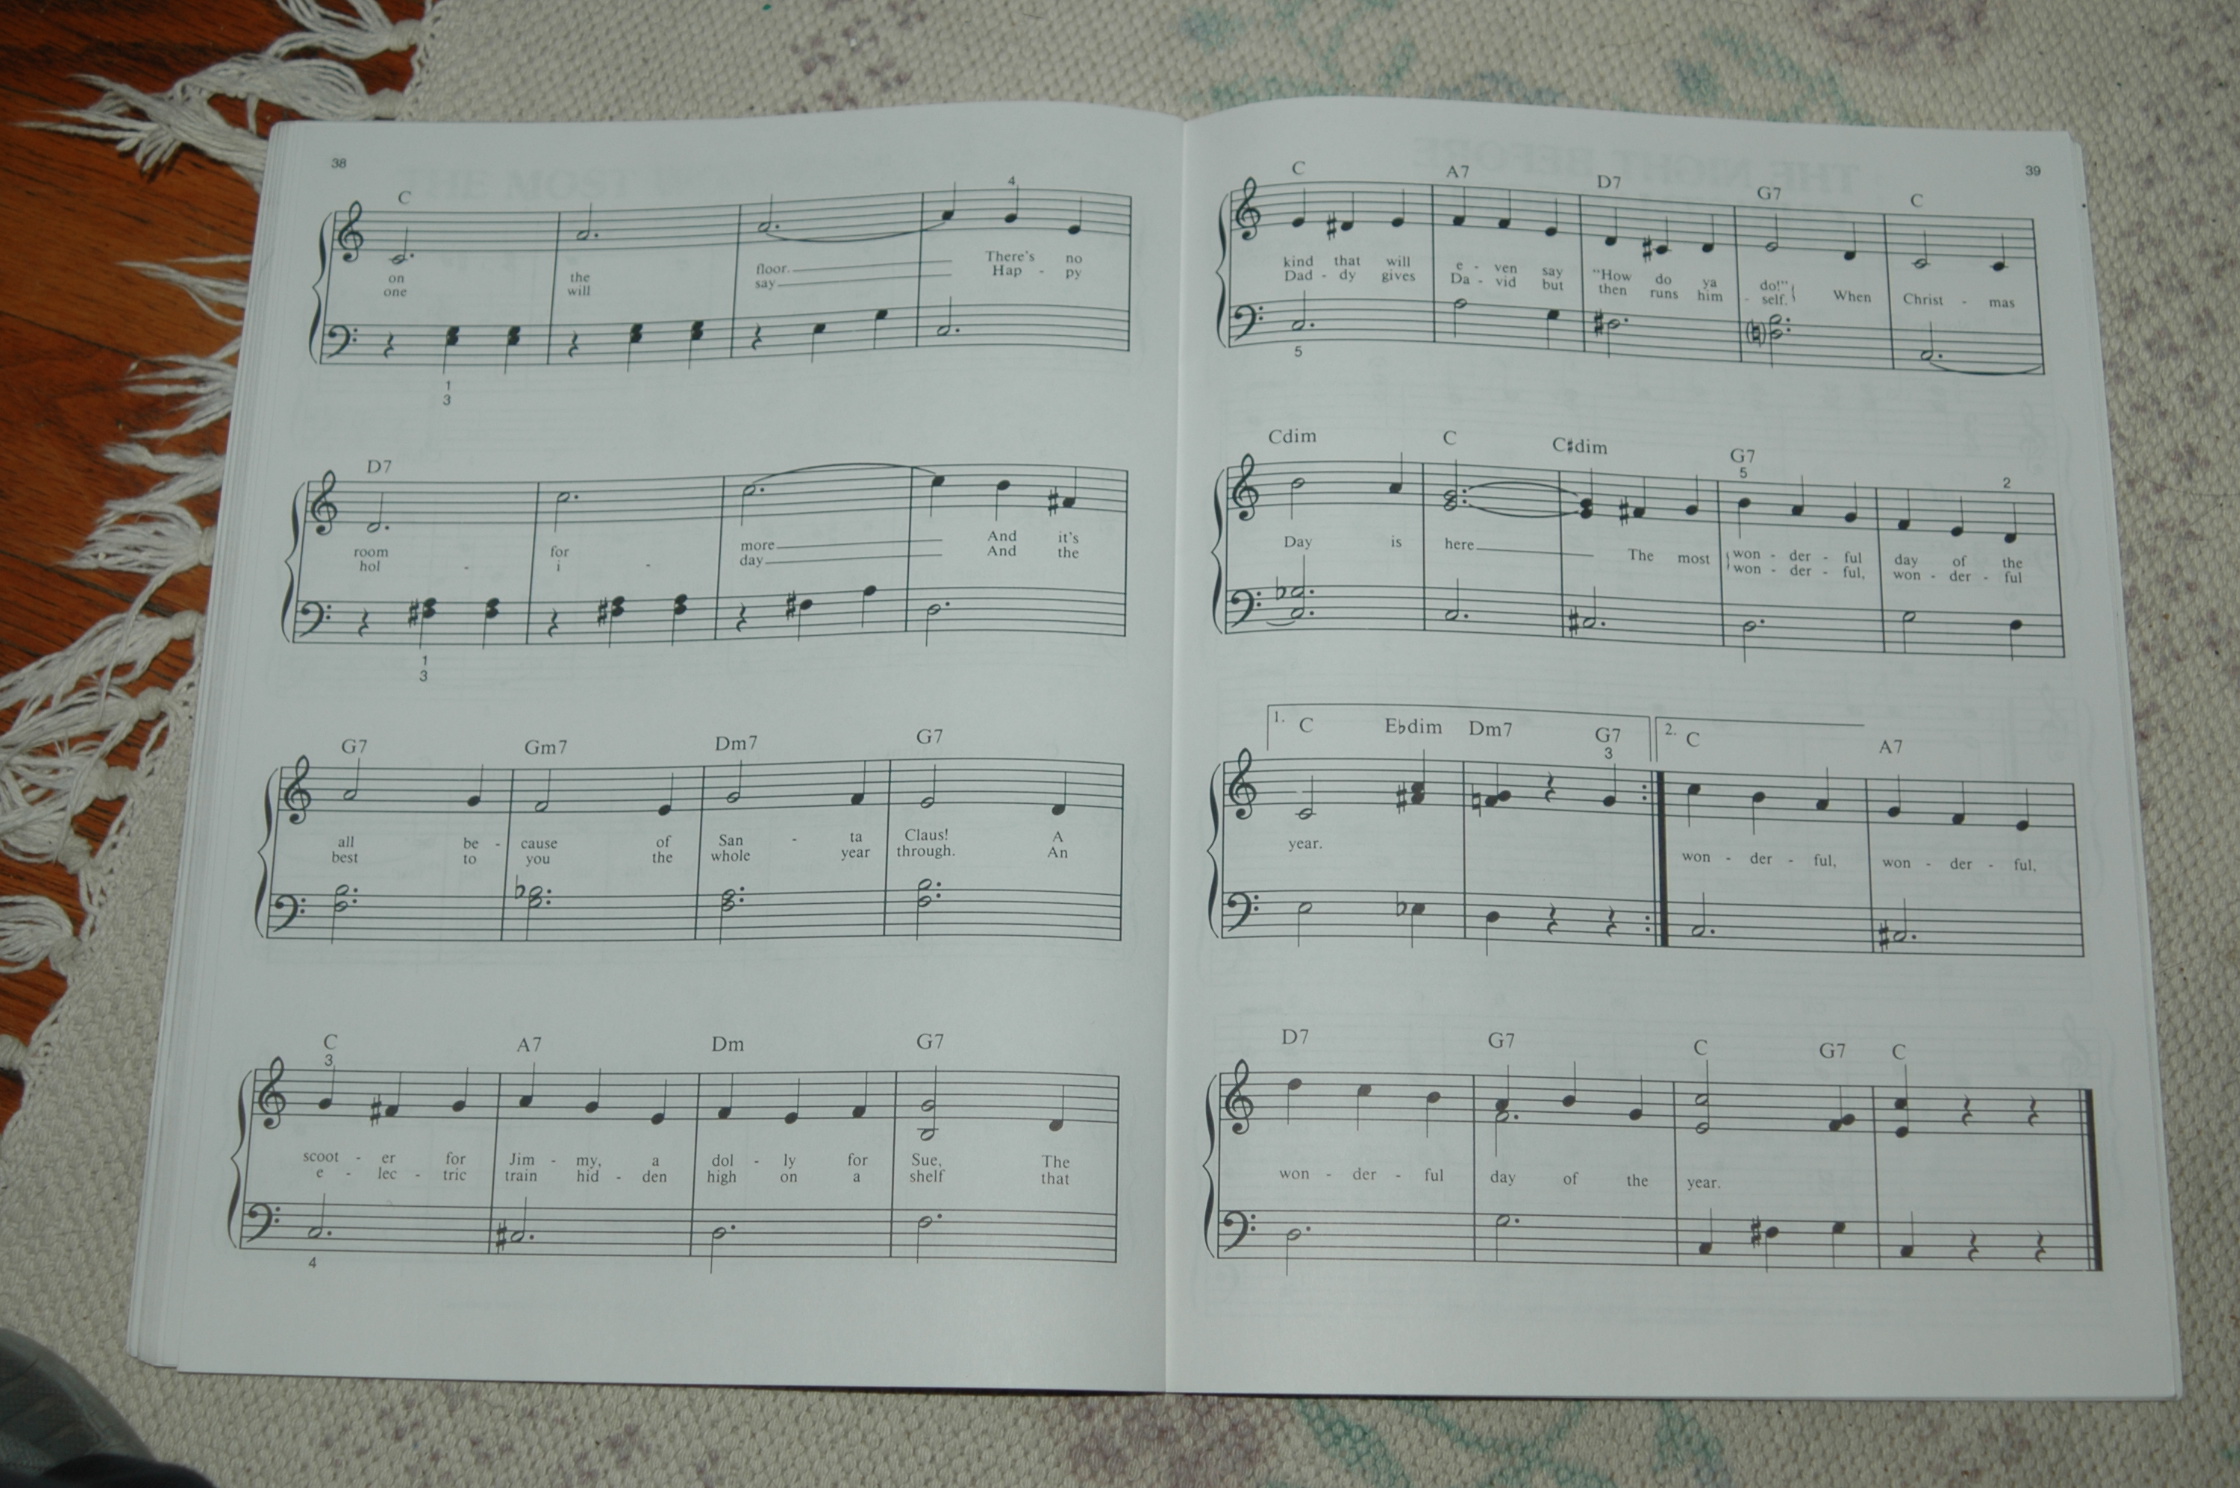 38
C
4
on the floor. There's no
one will say Hap - py
1
3
D7
room for more And it's
hol - i - day And the
1
3
G7 Gm7 Dm7 G7
all be - cause of San - ta Claus! A
best to you the whole year through. An
C A7 Dm G7
3
scoot - er for Jim - my, a dol - ly for Sue, The
e - lec - tric train hid - den high on a shelf that
4
39
C A7 D7 G7 C
kind that will e - ven say "How do ya do!" When Christ - mas
Dad - dy gives Da - vid but then runs him - self.
5
Cdim C C♯dim G7
5 2
Day is here The most won - der - ful day of the
won - der - ful, won - der - ful
1. C E♭dim Dm7 G7 2. C A7
3
year. won - der - ful, won - der - ful,
D7 G7 C G7 C
won - der - ful day of the year.